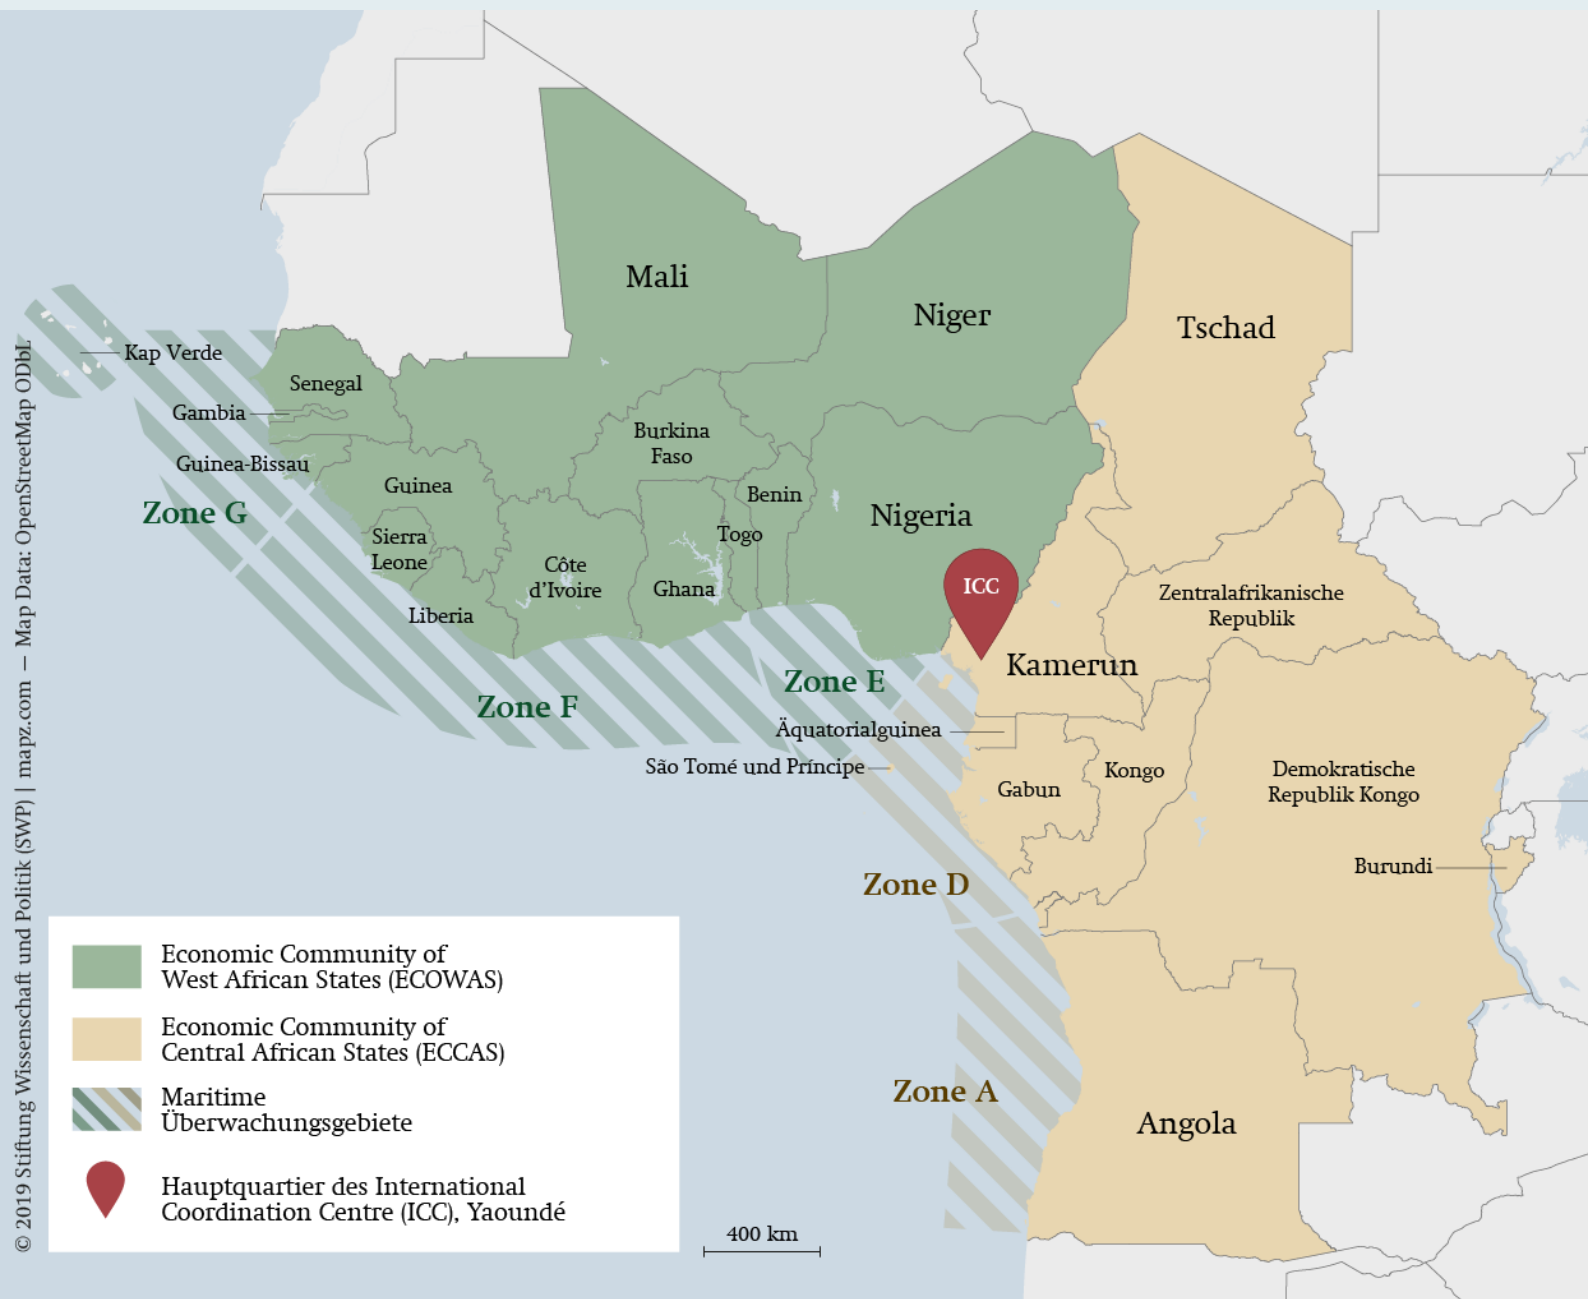 Mali
Niger
Tschad
Kap Verde
Senegal
Gambia
Burkina
Faso
Guinea-Bissau
Guinea
Benin
Zone G
Nigeria
Sierra
Leone
Togo
Côte
d'Ivoire
Ghana
ICC
Liberia
Zentralafrikanische
Republik
Kamerun
Zone E
Zone F
Äquatorialguinea
São Tomé und Príncipe
Gabun
Kongo
Demokratische
Republik Kongo
Burundi
Zone D
Zone A
Angola
Economic Community of
West African States (ECOWAS)
Economic Community of
Central African States (ECCAS)
Maritime
Überwachungsgebiete
Hauptquartier des International
Coordination Centre (ICC), Yaoundé
400 km
© 2019 Stiftung Wissenschaft und Politik (SWP) | mapz.com – Map Data: OpenStreetMap ODbL